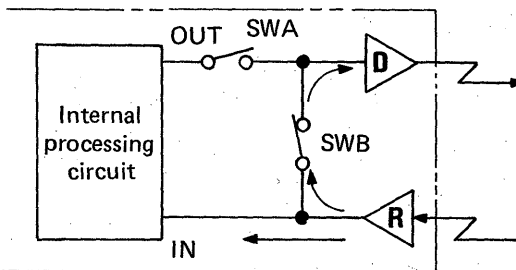 OUT
SWA
D
Internal
processing
circuit
SWB
R
IN